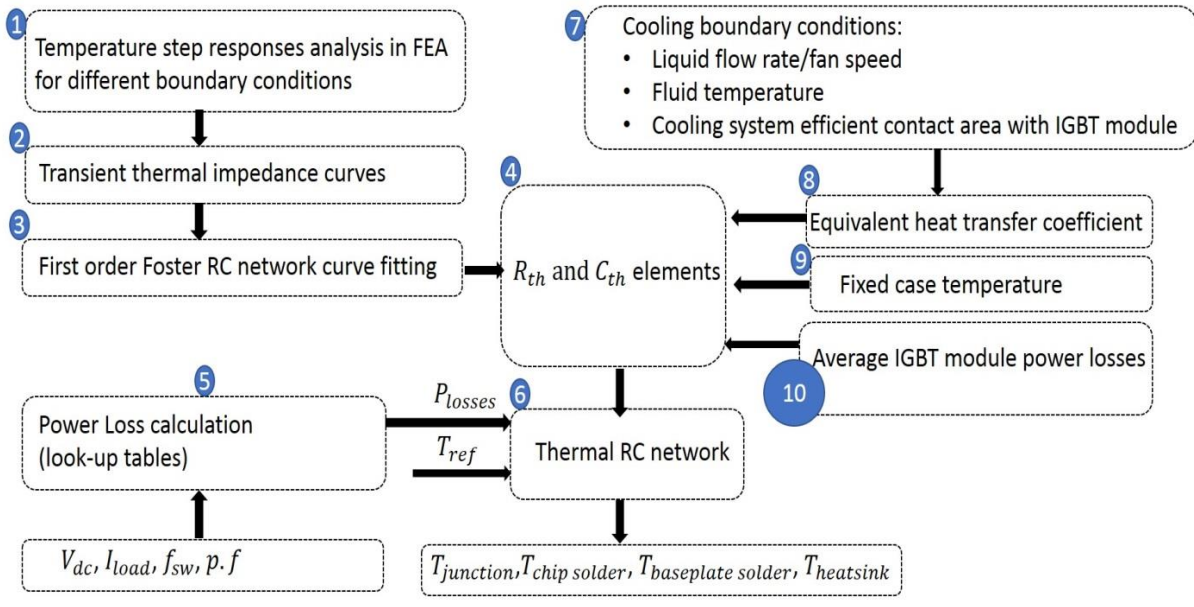 1
Temperature step responses analysis in FEA
for different boundary conditions
2
Transient thermal impedance curves
3
First order Foster RC network curve fitting
4
R_th and C_th elements
5
Power Loss calculation
(look-up tables)
V_dc, I_load, f_sw, p.f
P_losses
T_ref
6
Thermal RC network
T_junction,T_chip solder, T_baseplate solder, T_heatsink
7
Cooling boundary conditions:
• Liquid flow rate/fan speed
• Fluid temperature
• Cooling system efficient contact area with IGBT module
8
Equivalent heat transfer coefficient
9
Fixed case temperature
10
Average IGBT module power losses